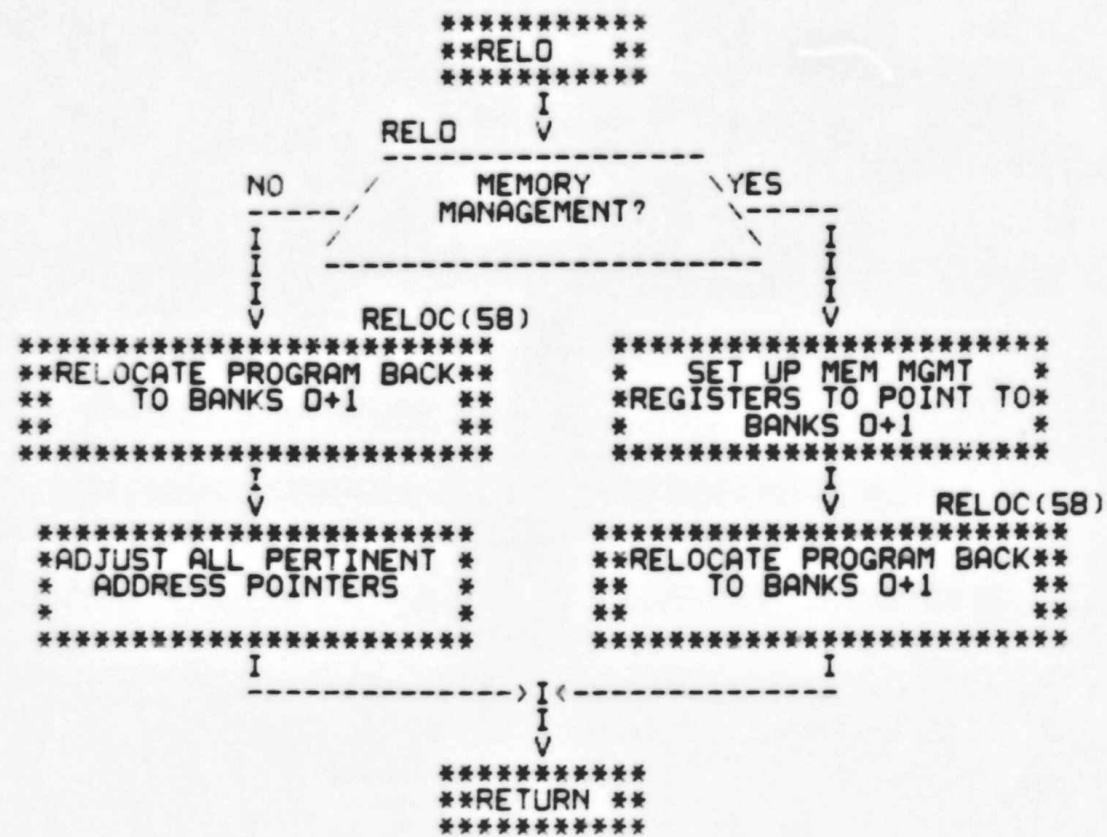 ***********
**RELO   **
***********
I
RELO V
-----------------
NO / MEMORY \YES
-----/ MANAGEMENT? \-----
I / \ I
I ----------------------- I
I I
I I
V RELOC(58) V
************************* ***********************
**RELOCATE PROGRAM BACK** *   SET UP MEM MGMT   *
**    TO BANKS 0+1     ** *REGISTERS TO POINT TO*
**                     ** *      BANKS 0+1      *
************************* ***********************
I I
V V RELOC(58)
*********************** *************************
*ADJUST ALL PERTINENT * **RELOCATE PROGRAM BACK**
*  ADDRESS POINTERS   * **    TO BANKS 0+1     **
*                     * **                     **
*********************** *************************
I I
-------------->I<-------------
I
V
***********
**RETURN **
***********